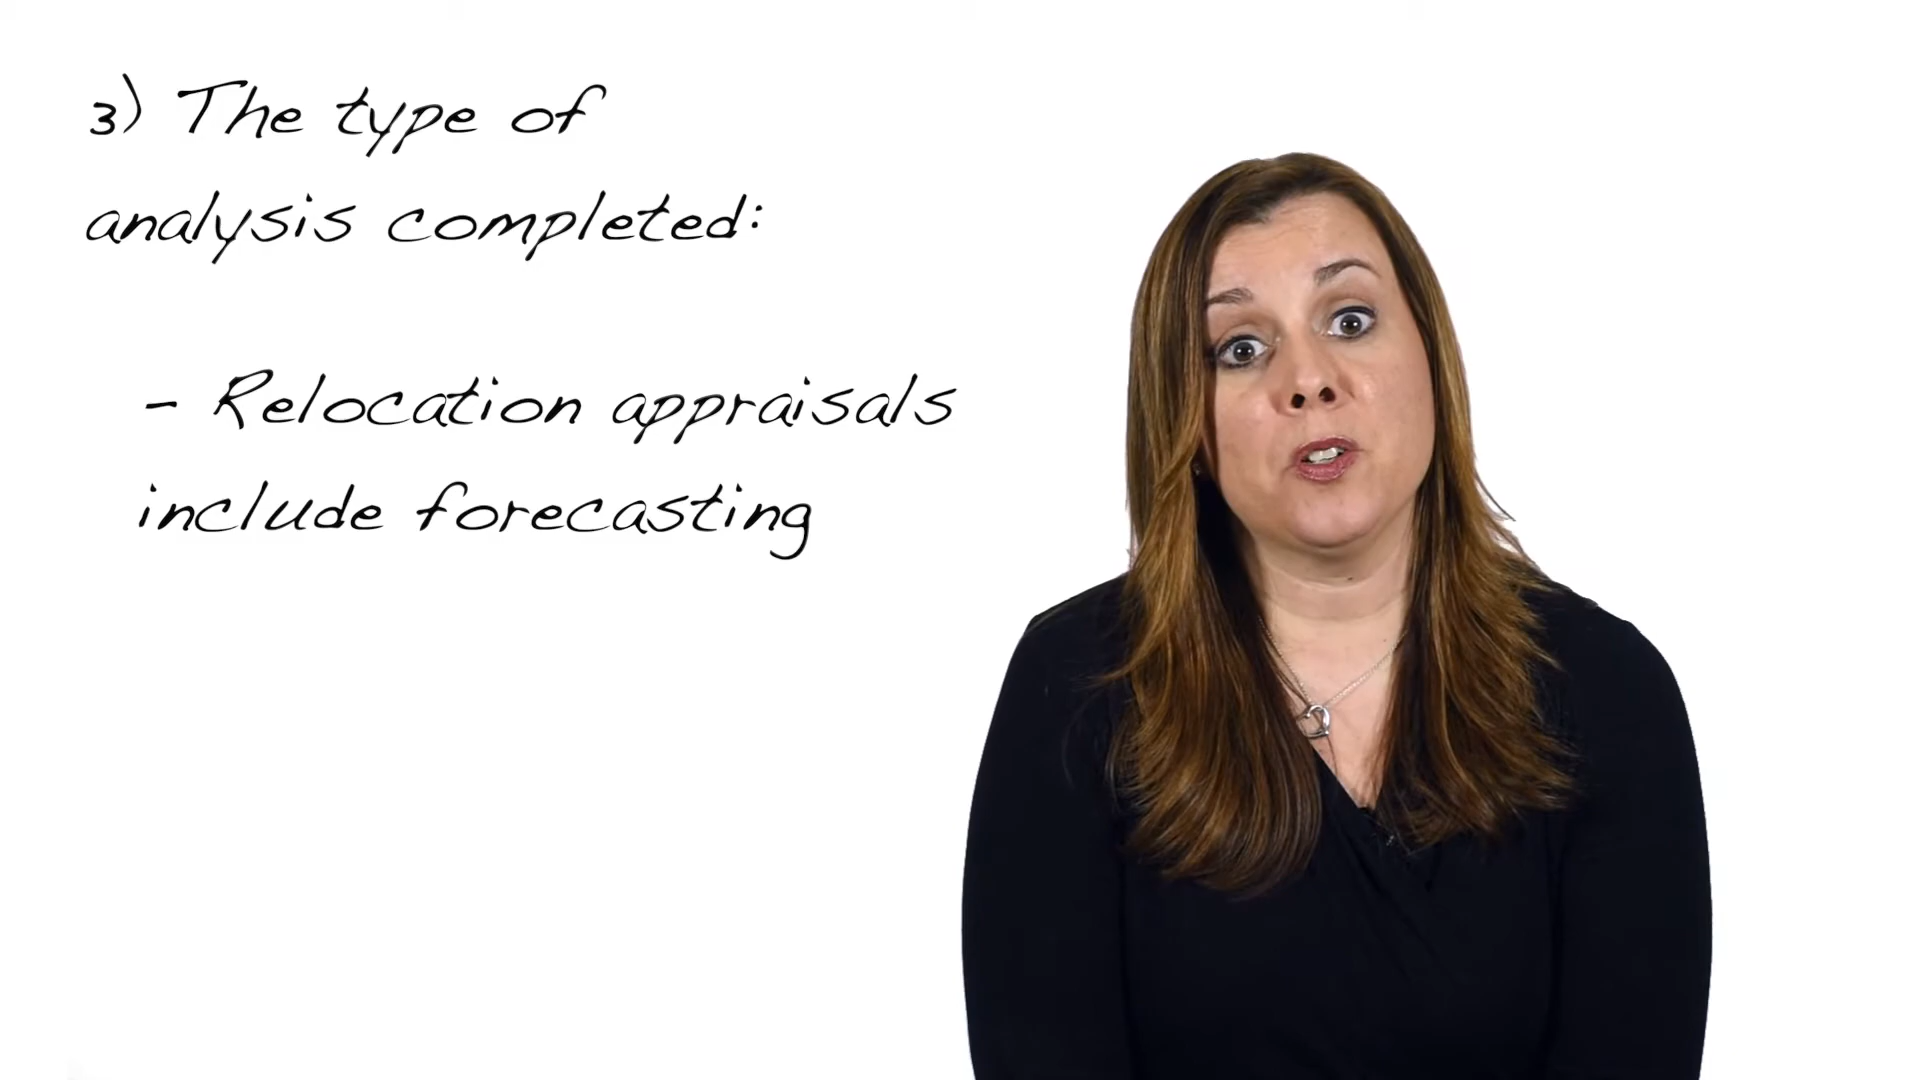 3) The type of
analysis completed:
- Relocation appraisals
include forecasting